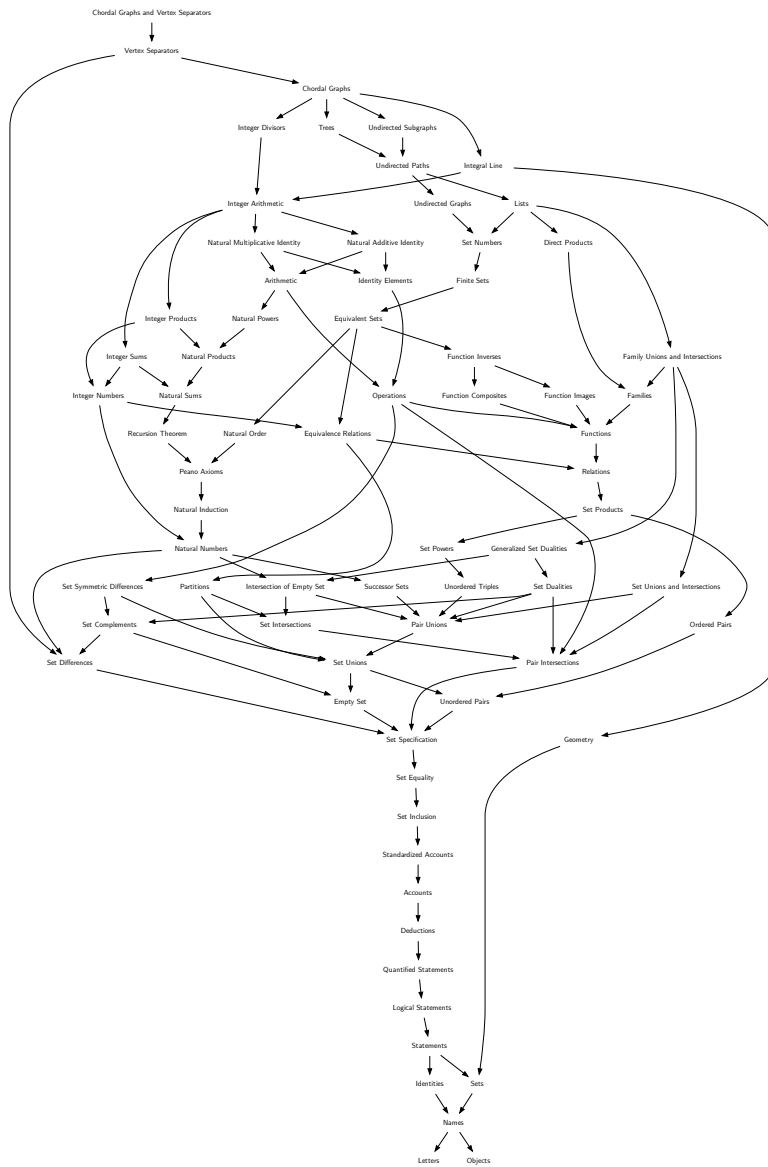 Chordal Graphs and Vertex Separators
Vertex Separators
Chordal Graphs
Integer Divisors
Trees
Undirected Subgraphs
Undirected Paths
Integral Line
Integer Arithmetic
Undirected Graphs
Lists
Natural Multiplicative Identity
Natural Additive Identity
Set Numbers
Direct Products
Arithmetic
Identity Elements
Finite Sets
Integer Products
Natural Powers
Equivalent Sets
Integer Sums
Natural Products
Function Inverses
Family Unions and Intersections
Integer Numbers
Natural Sums
Operations
Function Composites
Function Images
Families
Recursion Theorem
Natural Order
Equivalence Relations
Functions
Peano Axioms
Relations
Natural Induction
Set Products
Natural Numbers
Set Powers
Generalized Set Dualities
Set Symmetric Differences
Partitions
Intersection of Empty Set
Successor Sets
Unordered Triples
Set Dualities
Set Unions and Intersections
Set Complements
Set Intersections
Pair Unions
Ordered Pairs
Set Differences
Set Unions
Pair Intersections
Empty Set
Unordered Pairs
Set Specification
Geometry
Set Equality
Set Inclusion
Standardized Accounts
Accounts
Deductions
Quantified Statements
Logical Statements
Statements
Identities
Sets
Names
Letters
Objects